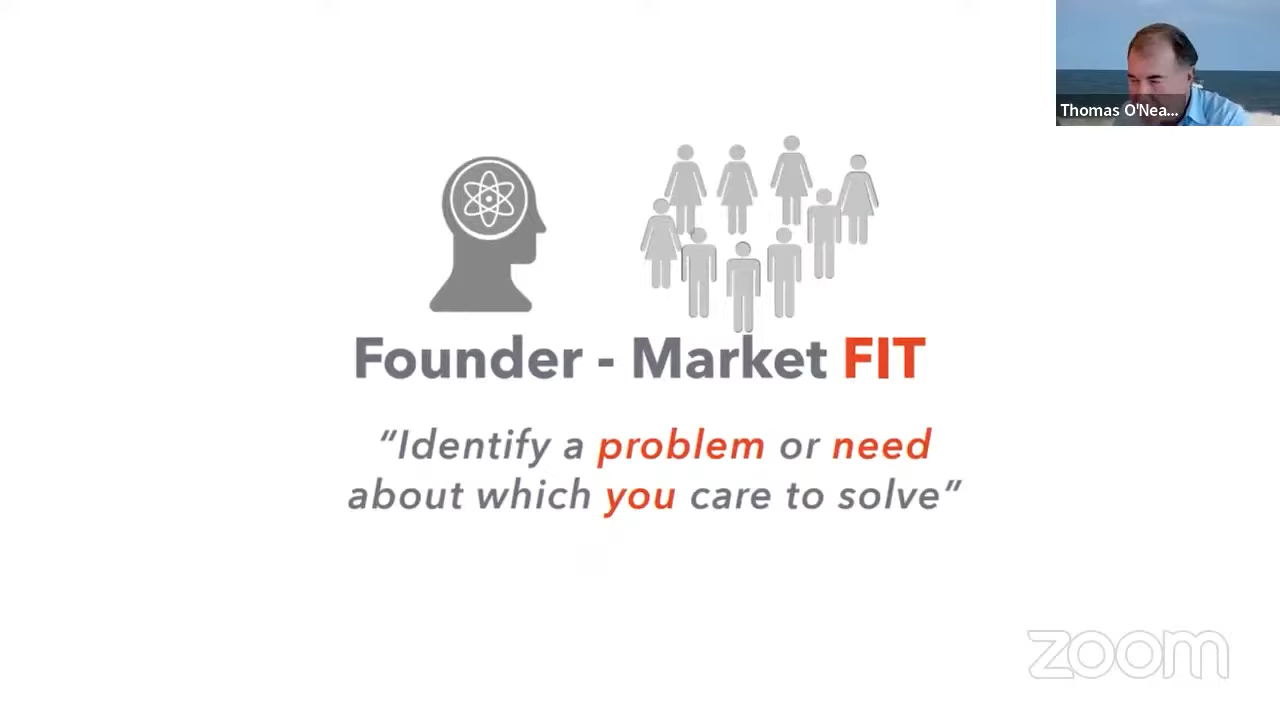 Thomas O'Nea...
Founder - Market FIT
“Identify a problem or need
about which you care to solve”
zoom